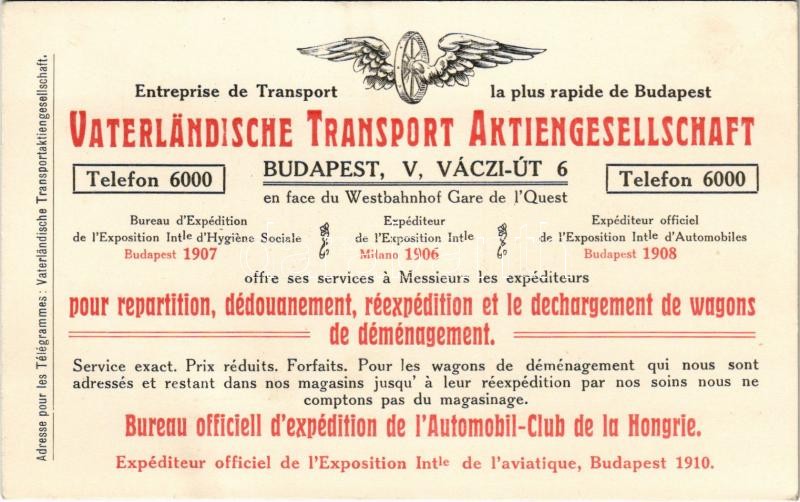 Entreprise de Transport la plus rapide de Budapest
VATERLÄNDISCHE TRANSPORT AKTIENGESELLSCHAFT
Telefon 6000 BUDAPEST, V, VÁCZI-ÚT 6 Telefon 6000
en face du Westbahnhof Gare de l'Quest
Bureau d'Expédition
de l'Exposition Intle d'Hygiène Sociale
Budapest 1907
Expéditeur
de l'Exposition Intle
Milano 1906
Expéditeur officiel
de l'Exposition Intle d'Automobiles
Budapest 1908
offre ses services à Messieurs les expéditeurs
pour repartition, dédouanement, réexpédition et le dechargement de wagons
de déménagement.
Service exact. Prix réduits. Forfaits. Pour les wagons de déménagement qui nous sont
adressés et restant dans nos magasins jusqu' à leur réexpédition par nos soins nous ne
comptons pas du magasinage.
Bureau officiell d'expédition de l'Automobil-Club de la Hongrie.
Expéditeur officiel de l'Exposition Intle de l'aviatique, Budapest 1910.
Adresse pour les Télégrammes: Vaterländische Transportaktiengesellschaft.